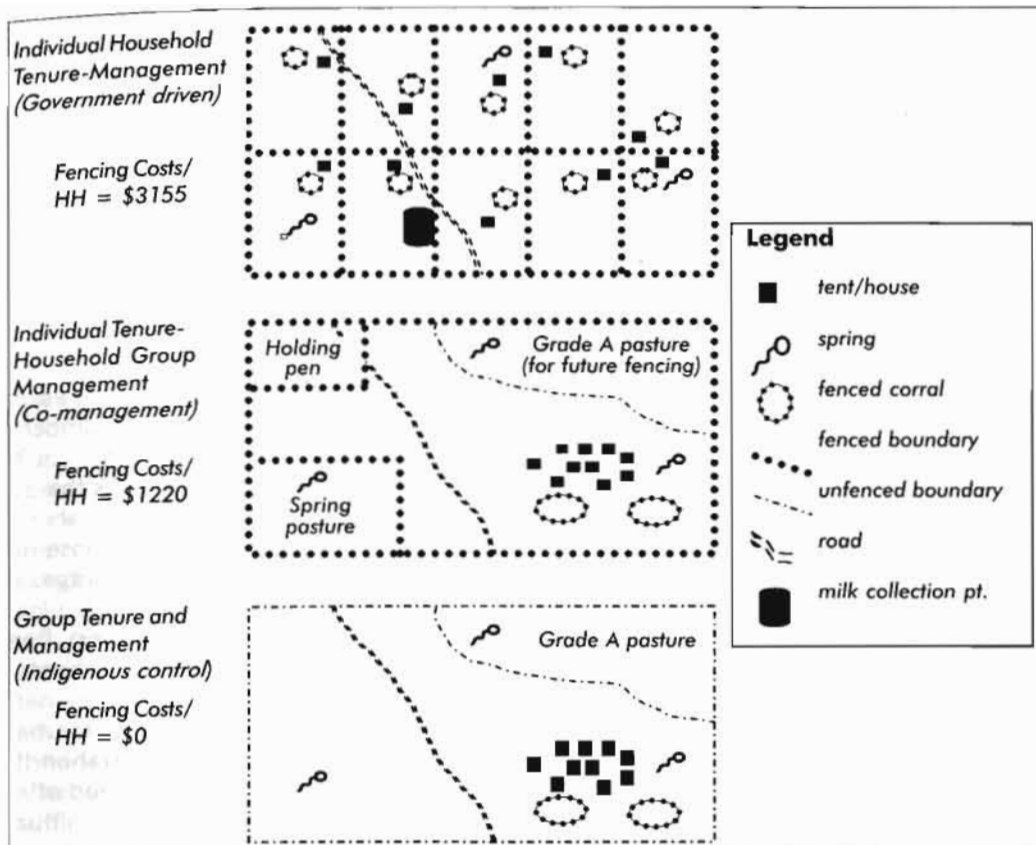 Individual Household
Tenure-Management
(Government driven)
Fencing Costs/
HH = $3155
Individual Tenure-
Household Group
Management
(Co-management)
Fencing Costs/
HH = $1220
Holding
pen
Grade A pasture
(for future fencing)
Spring
pasture
Group Tenure and
Management
(Indigenous control)
Fencing Costs/
HH = $0
Grade A pasture
Legend
tent/house
spring
fenced corral
fenced boundary
unfenced boundary
road
milk collection pt.